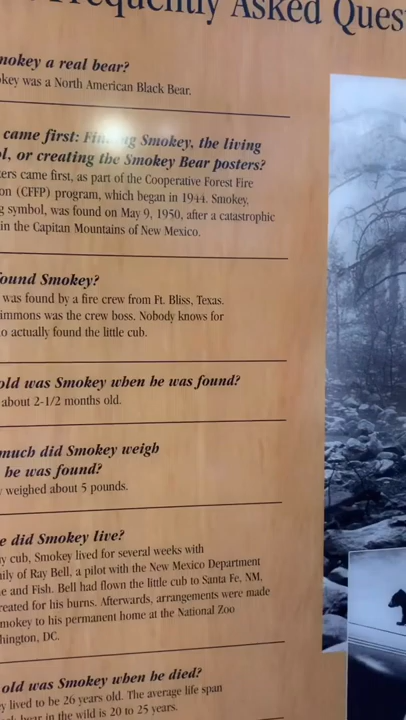 Frequently Asked Ques
mokey a real bear?
key was a North American Black Bear.
came first: Finding Smokey, the living
l, or creating the Smokey Bear posters?
ters came first, as part of the Cooperative Forest Fire
on (CFFP) program, which began in 1944. Smokey,
g symbol, was found on May 9, 1950, after a catastrophic
in the Capitan Mountains of New Mexico.
ound Smokey?
was found by a fire crew from Ft. Bliss, Texas.
immons was the crew boss. Nobody knows for
o actually found the little cub.
old was Smokey when he was found?
about 2-1/2 months old.
much did Smokey weigh
he was found?
y weighed about 5 pounds.
e did Smokey live?
y cub, Smokey lived for several weeks with
ily of Ray Bell, a pilot with the New Mexico Department
e and Fish. Bell had flown the little cub to Santa Fe, NM,
reated for his burns. Afterwards, arrangements were made
mokey to his permanent home at the National Zoo
hington, DC.
old was Smokey when he died?
y lived to be 26 years old. The average life span
ck bear in the wild is 20 to 25 years.